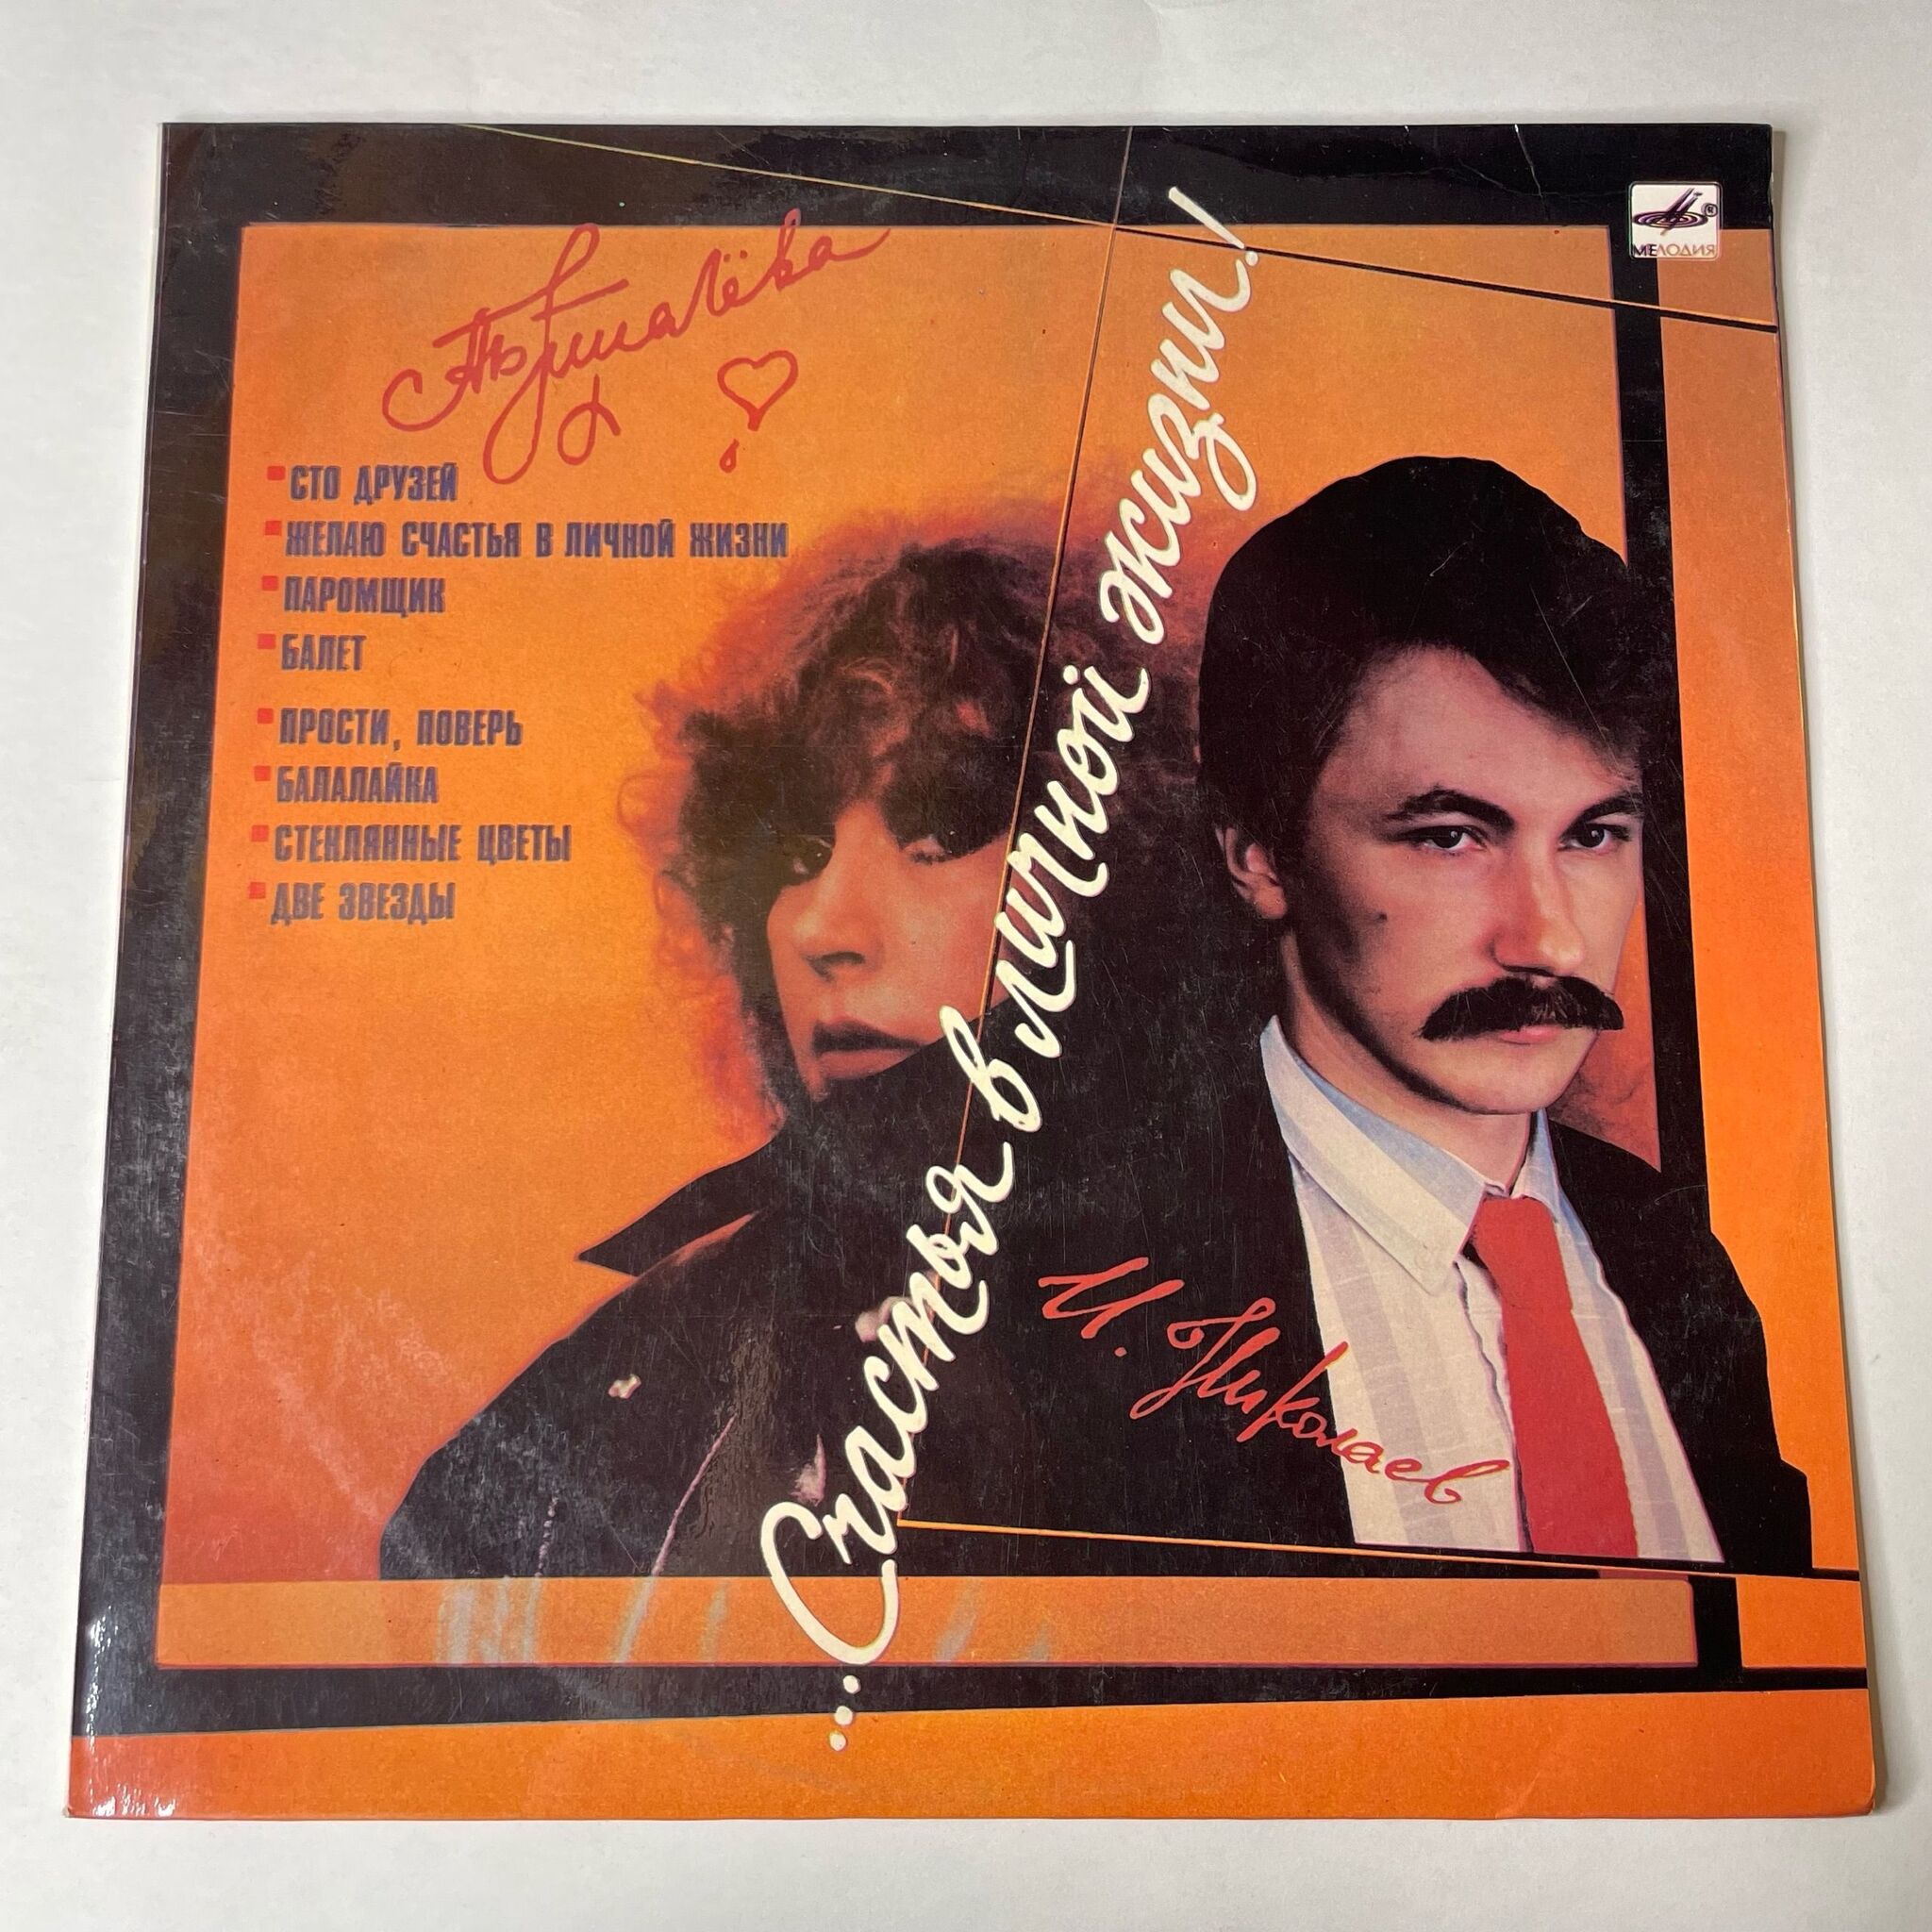 А Пугачёва
МЕЛОДИЯ
СТО ДРУЗЕЙ
ЖЕЛАЮ СЧАСТЬЯ В ЛИЧНОЙ ЖИЗНИ
ПАРОМЩИК
БАЛЕТ
ПРОСТИ, ПОВЕРЬ
БАЛАЛАЙКА
СТЕКЛЯННЫЕ ЦВЕТЫ
ДВЕ ЗВЕЗДЫ
...Счастья в личной жизни!
И. Николаев